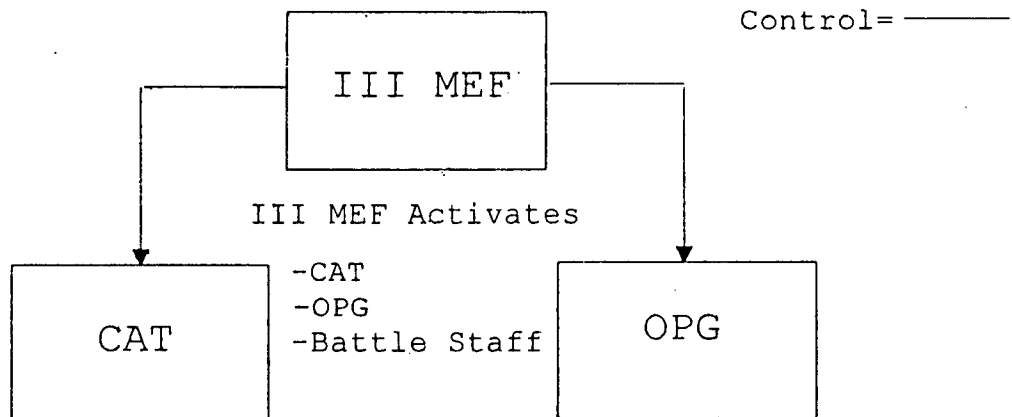 Control=
III MEF
III MEF Activates
-CAT
-OPG
-Battle Staff
CAT
OPG